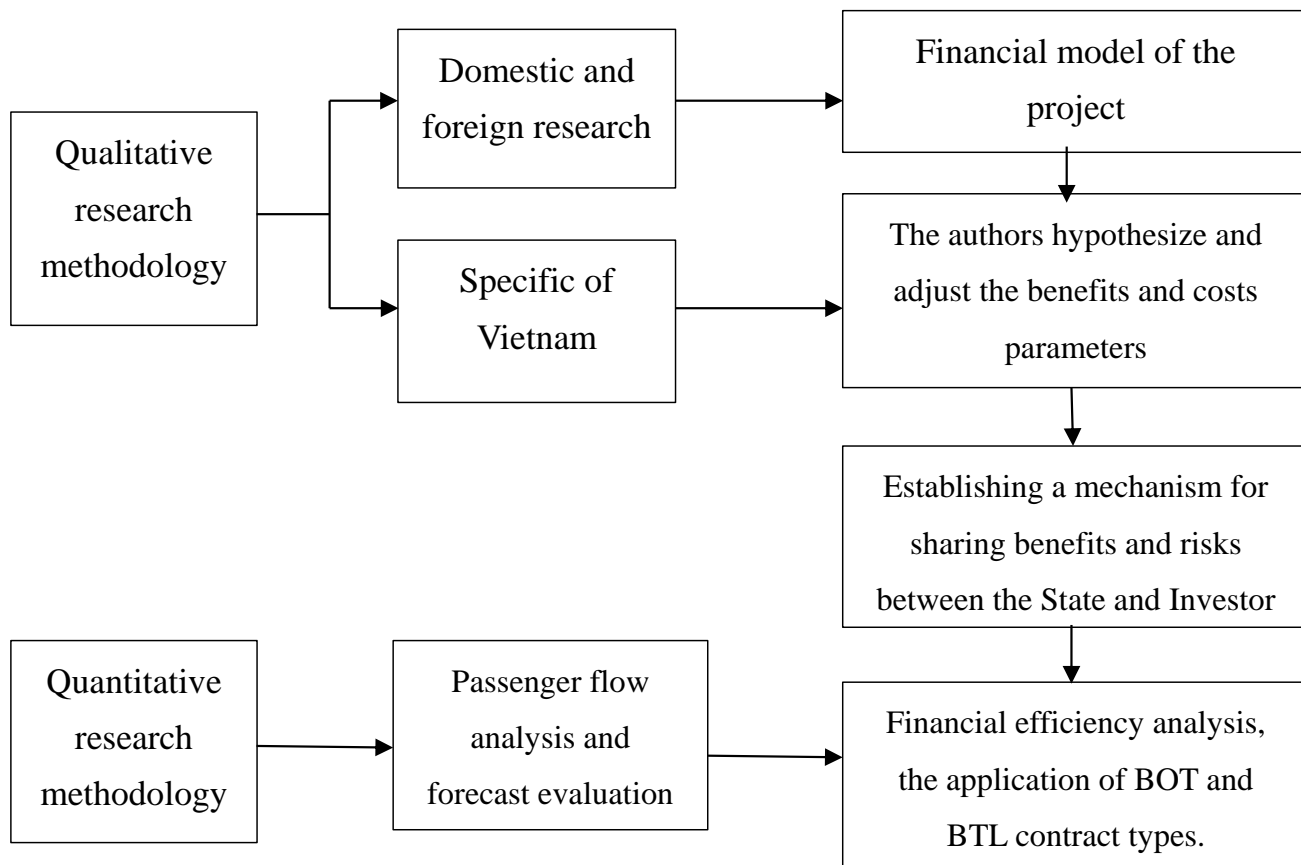 Qualitative
research
methodology
Domestic and
foreign research
Specific of
Vietnam
Financial model of the
project
The authors hypothesize and
adjust the benefits and costs
parameters
Establishing a mechanism for
sharing benefits and risks
between the State and Investor
Quantitative
research
methodology
Passenger flow
analysis and
forecast evaluation
Financial efficiency analysis,
the application of BOT and
BTL contract types.